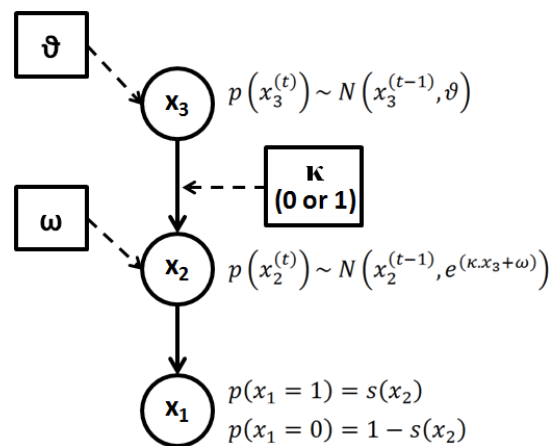 ϑ
x₃ p(x₃^(t)) ~ N(x₃^(t−1), ϑ)
κ
(0 or 1)
ω
x₂ p(x₂^(t)) ~ N(x₂^(t−1), e^(κ.x₃+ω))
x₁ p(x₁ = 1) = s(x₂)
p(x₁ = 0) = 1 − s(x₂)